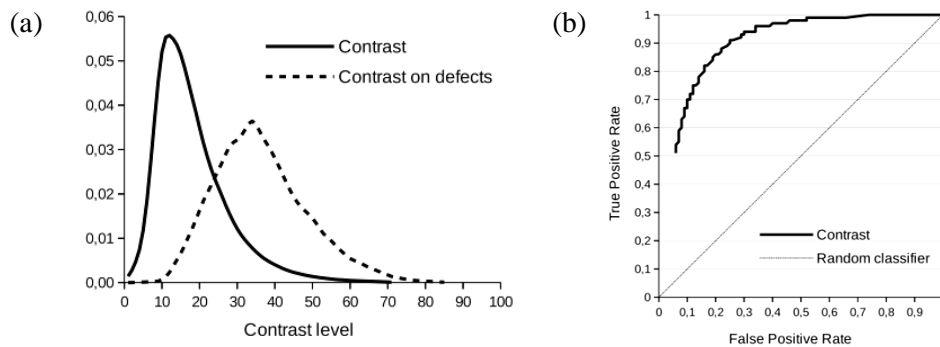 (a)
0,06
0,05
0,04
0,03
0,02
0,01
0,00
0 10 20 30 40 50 60 70 80 90 100
Contrast level
Contrast
Contrast on defects
(b)
1
0,9
0,8
0,7
0,6
0,5
0,4
0,3
0,2
0,1
0
0 0,1 0,2 0,3 0,4 0,5 0,6 0,7 0,8 0,9
True Positive Rate
False Positive Rate
Contrast
Random classifier